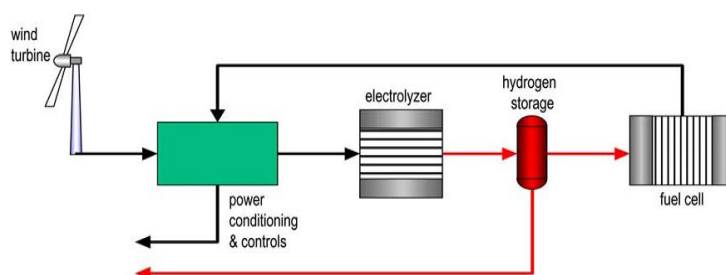 wind
turbine
electrolyzer
hydrogen
storage
power
conditioning
& controls
fuel cell